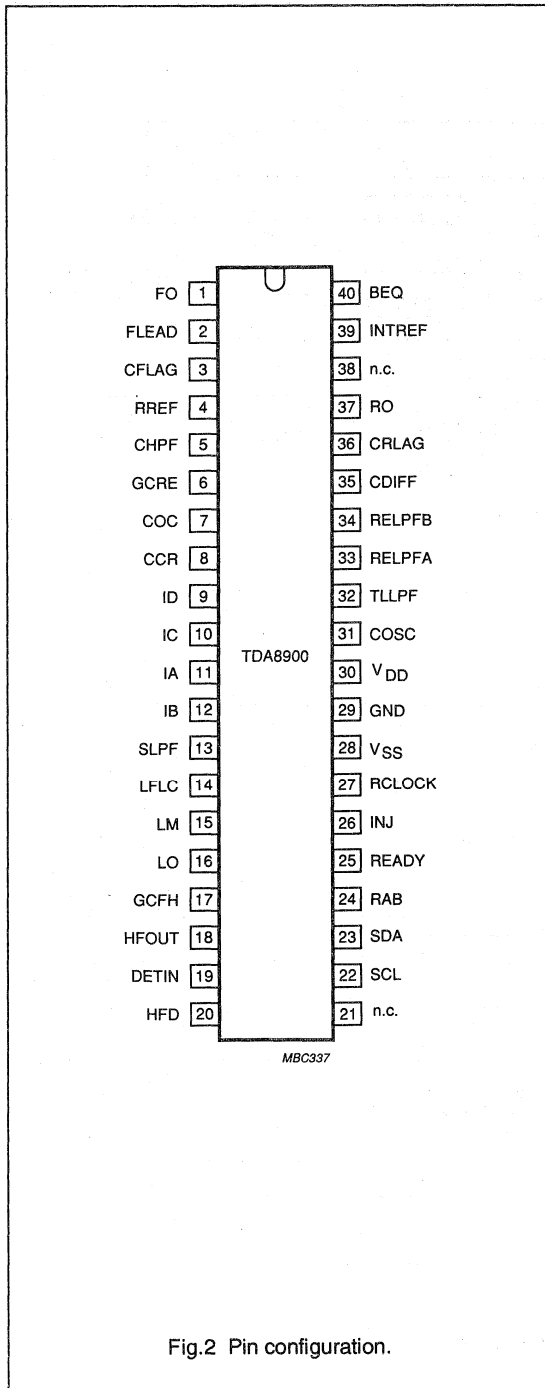 FO 1 40 BEQ
FLEAD 2 39 INTREF
CFLAG 3 38 n.c.
RREF 4 37 RO
CHPF 5 36 CRLAG
GCRE 6 35 CDIFF
COC 7 34 RELPFB
CCR 8 33 RELPFA
ID 9 32 TLLPF
IC 10 31 COSC
TDA8900
IA 11 30 VDD
IB 12 29 GND
SLPF 13 28 VSS
LFLC 14 27 RCLOCK
LM 15 26 INJ
LO 16 25 READY
GCFH 17 24 RAB
HFOUT 18 23 SDA
DETIN 19 22 SCL
HFD 20 21 n.c.
MBC337
Fig.2 Pin configuration.